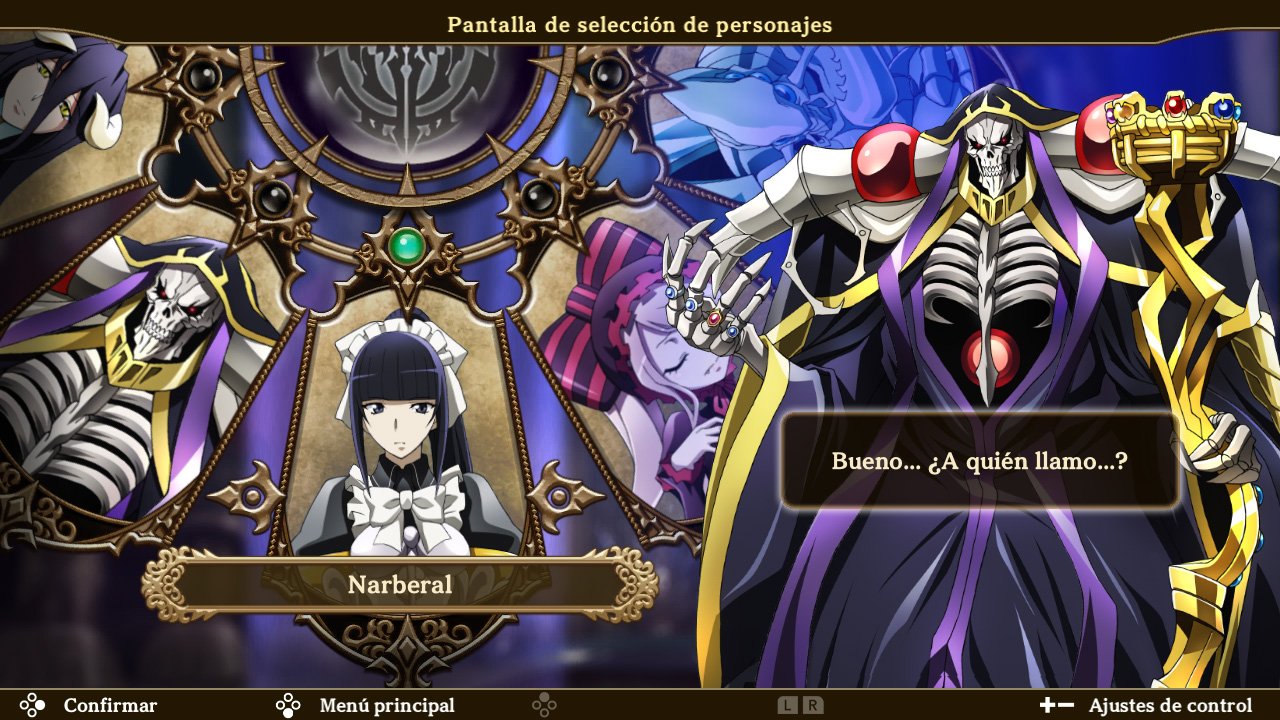 Pantalla de selección de personajes
Bueno... ¿A quién llamo...?
Narberal
Confirmar
Menú principal
L R
Ajustes de control